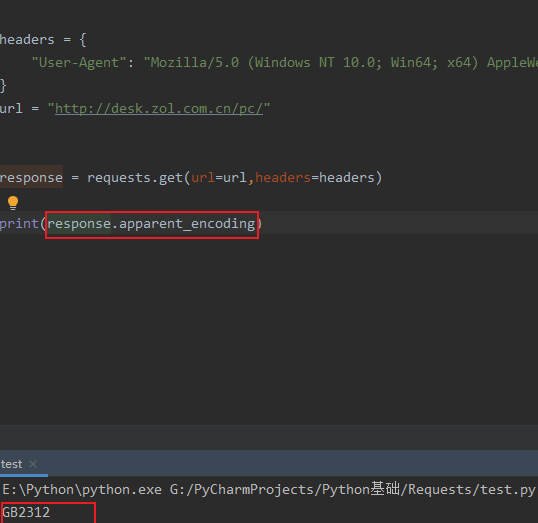 headers = {
"User-Agent": "Mozilla/5.0 (Windows NT 10.0; Win64; x64) AppleWe
}
url = "http://desk.zol.com.cn/pc/"
response = requests.get(url=url,headers=headers)
print(response.apparent_encoding)
test ×
E:\Python\python.exe G:/PyCharmProjects/Python基础/Requests/test.py
GB2312